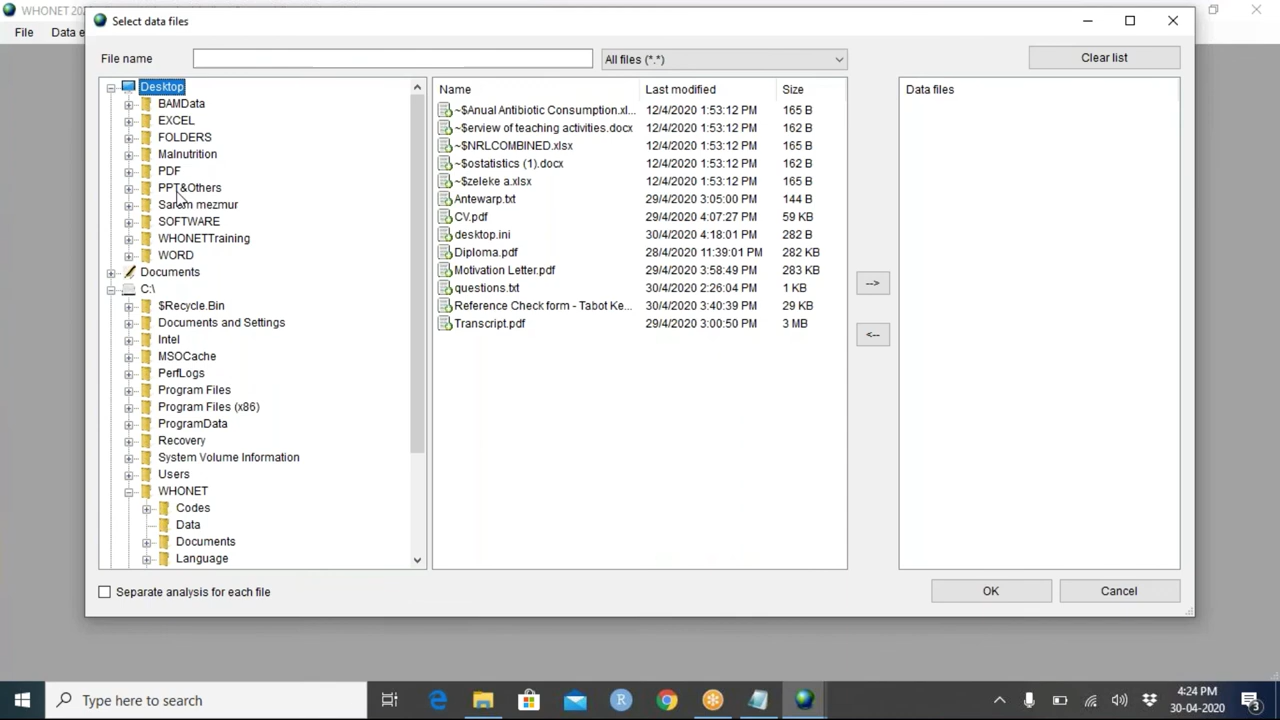 WHONET 20
Select data files
File Data e
File name
All files (*.*)
Clear list
Desktop
BAMData
EXCEL
FOLDERS
Malnutrition
PDF
PPT&Others
mezmur
SOFTWARE
WHONETTraining
WORD
Documents
C:\
$Recycle.Bin
Documents and Settings
Intel
MSOCache
PerfLogs
Program Files
Program Files (x86)
ProgramData
Recovery
System Volume Information
Users
WHONET
Codes
Data
Documents
Language
Name Last modified Size
~$Anual Antibiotic Consumption.xl... 12/4/2020 1:53:12 PM 165 B
~$erview of teaching activities.docx 12/4/2020 1:53:12 PM 162 B
~$NRLCOMBINED.xlsx 12/4/2020 1:53:12 PM 165 B
~$ostatistics (1).docx 12/4/2020 1:53:12 PM 162 B
~$zeleke a.xlsx 12/4/2020 1:53:12 PM 165 B
Antewarp.txt 29/4/2020 3:05:00 PM 144 B
CV.pdf 29/4/2020 4:07:27 PM 59 KB
desktop.ini 30/4/2020 4:18:01 PM 282 B
Diploma.pdf 28/4/2020 11:39:01 PM 282 KB
Motivation Letter.pdf 29/4/2020 3:58:49 PM 283 KB
questions.txt 30/4/2020 2:26:04 PM 1 KB
Reference Check form - Tabot Ke... 30/4/2020 3:40:39 PM 29 KB
Transcript.pdf 29/4/2020 3:00:50 PM 3 MB
-->
<--
Data files
Separate analysis for each file
OK
Cancel
Type here to search
4:24 PM
30-04-2020
3